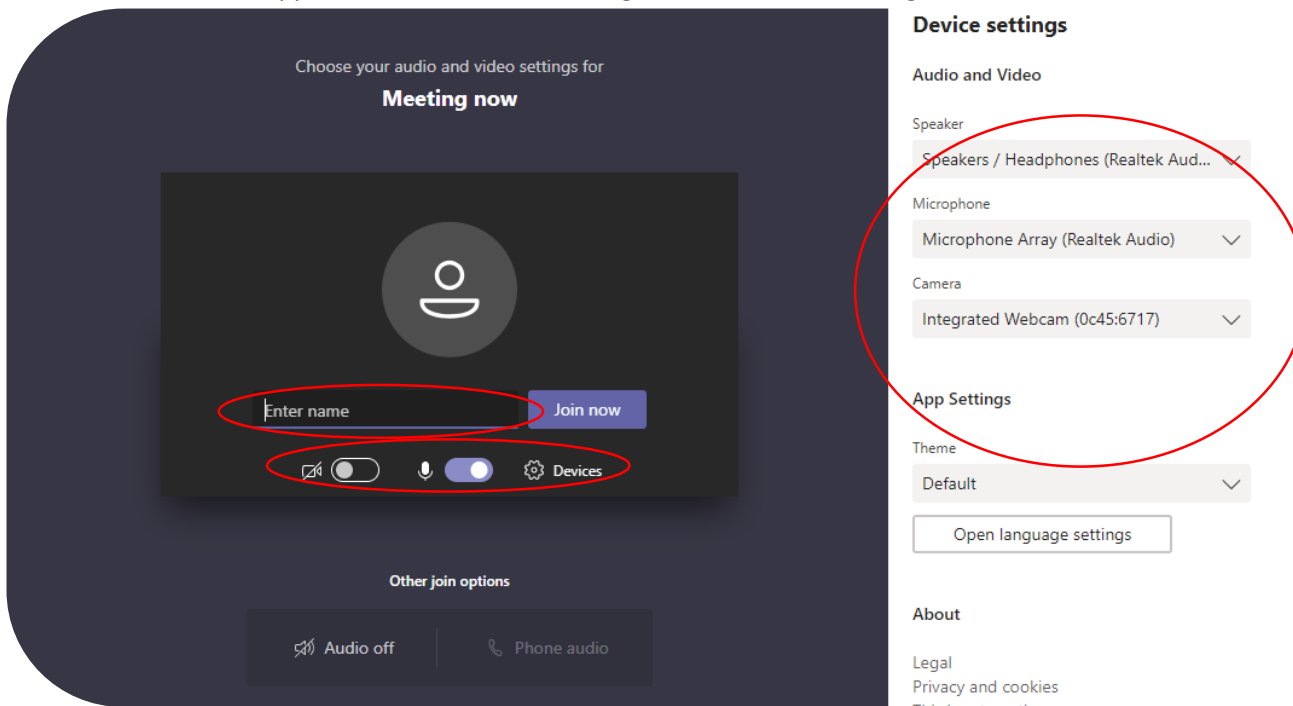 Choose your audio and video settings for
Meeting now
Enter name
Join now
Devices
Other join options
Audio off
Phone audio
Device settings
Audio and Video
Speaker
Speakers / Headphones (Realtek Aud...
Microphone
Microphone Array (Realtek Audio)
Camera
Integrated Webcam (0c45:6717)
App Settings
Theme
Default
Open language settings
About
Legal
Privacy and cookies